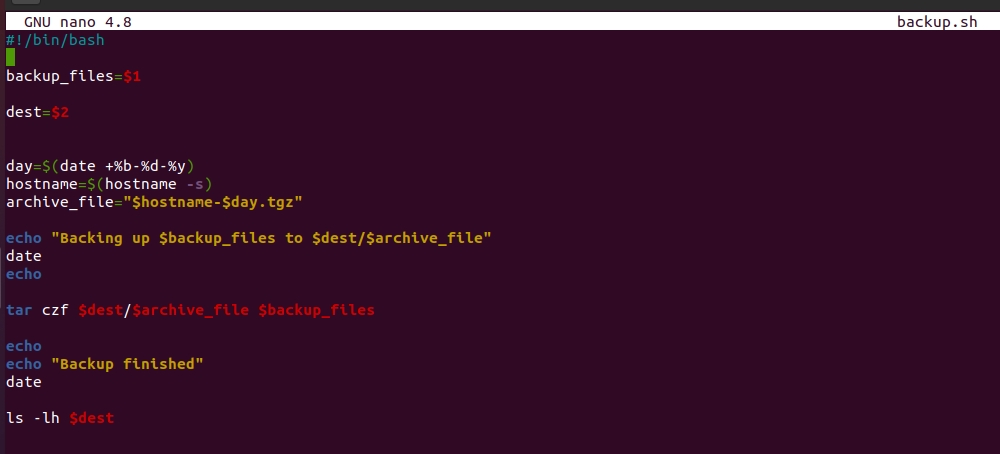 GNU nano 4.8 backup.sh
#!/bin/bash
backup_files=$1
dest=$2
day=$(date +%b-%d-%y)
hostname=$(hostname -s)
archive_file="$hostname-$day.tgz"
echo "Backing up $backup_files to $dest/$archive_file"
date
echo
tar czf $dest/$archive_file $backup_files
echo
echo "Backup finished"
date
ls -lh $dest